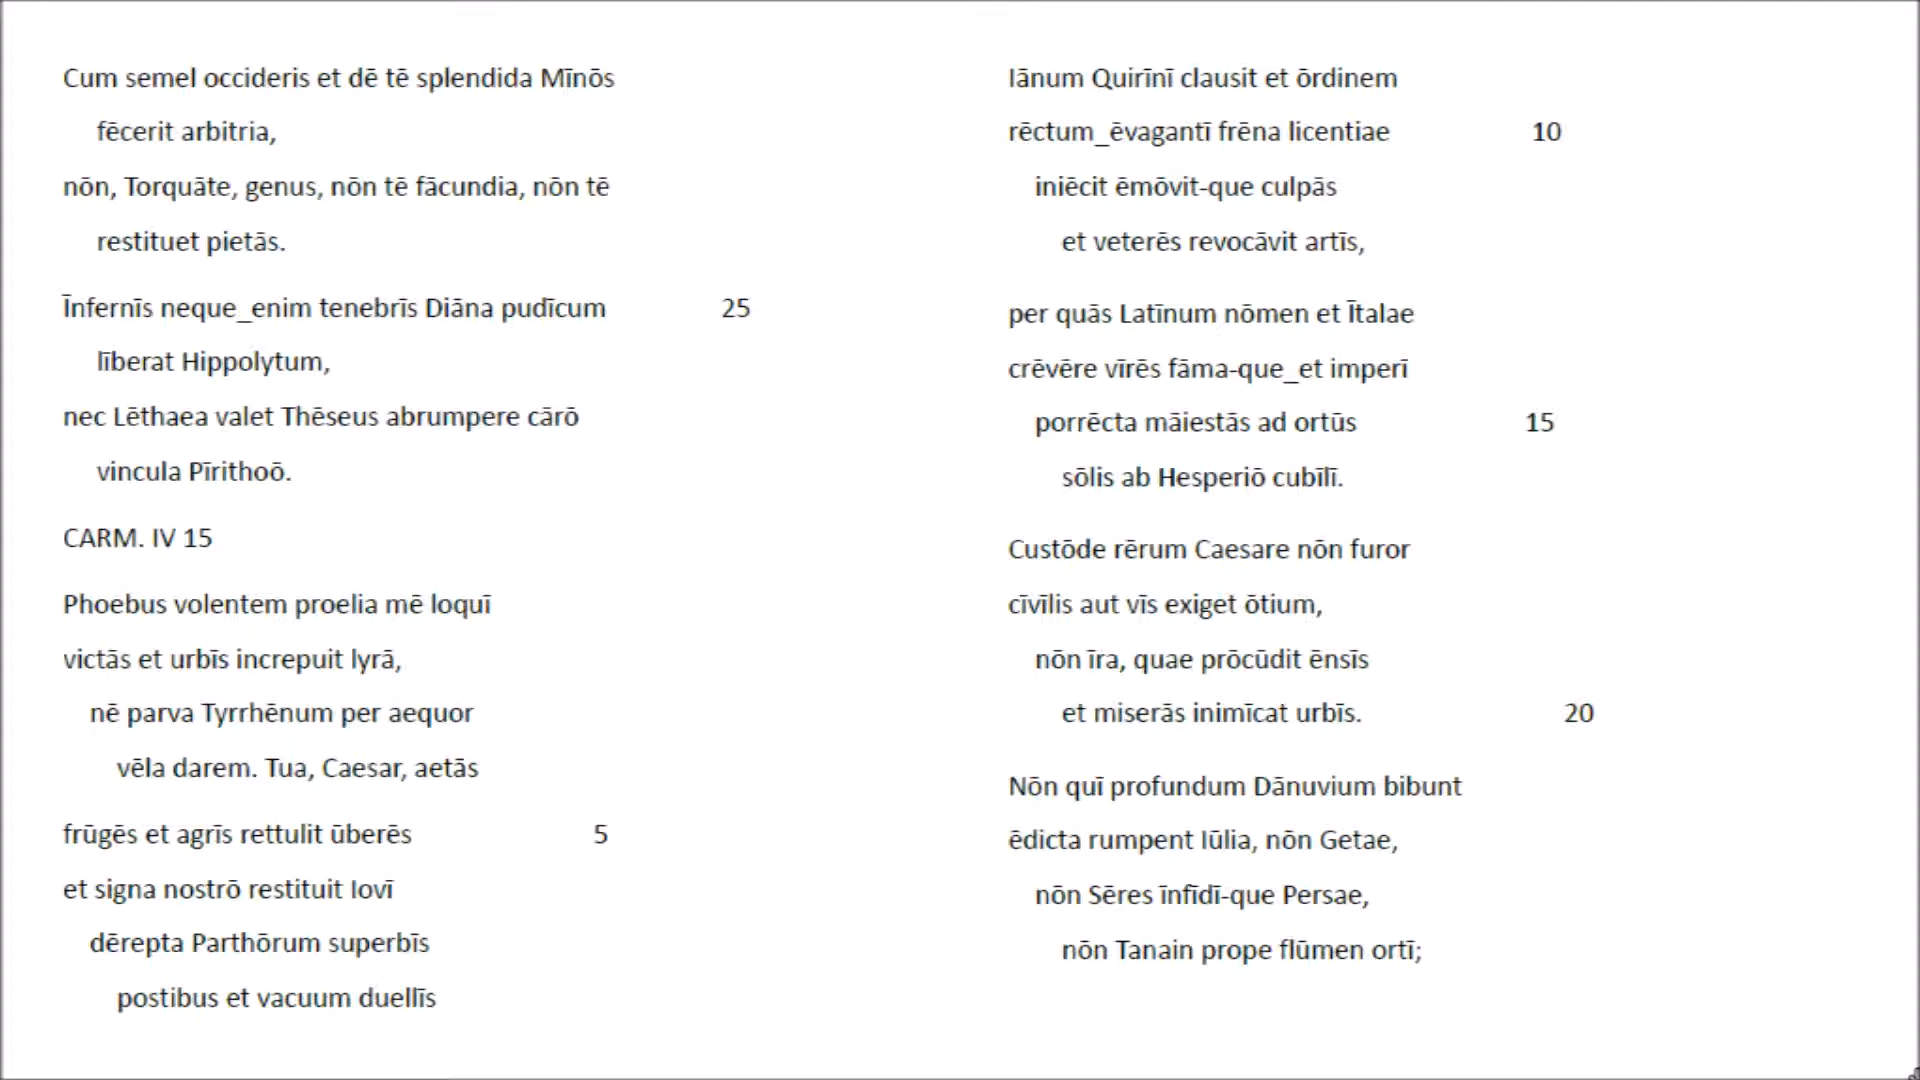 Cum semel occideris et dē tē splendida Mīnōs
fēcerit arbitria,
nōn, Torquāte, genus, nōn tē fācundia, nōn tē
restituet pietās.
Īnfernīs neque_enim tenebrīs Diāna pudīcum 25
līberat Hippolytum,
nec Lēthaea valet Thēseus abrumpere cārō
vincula Pīrithoō.
CARM. IV 15
Phoebus volentem proelia mē loquī
victās et urbīs increpuit lyrā,
nē parva Tyrrhēnum per aequor
vēla darem. Tua, Caesar, aetās
frūgēs et agrīs rettulit ūberēs 5
et signa nostrō restituit Iovī
dērepta Parthōrum superbīs
postibus et vacuum duellīs
Iānum Quirīnī clausit et ōrdinem
rēctum_ēvagantī frēna licentiae 10
iniēcit ēmōvit-que culpās
et veterēs revocāvit artīs,
per quās Latīnum nōmen et Ītalae
crēvēre vīrēs fāma-que_et imperī
porrēcta māiestās ad ortūs 15
sōlis ab Hesperiō cubīlī.
Custōde rērum Caesare nōn furor
cīvīlis aut vīs exiget ōtium,
nōn īra, quae prōcūdit ēnsīs
et miserās inimīcat urbīs. 20
Nōn quī profundum Dānuvium bibunt
ēdicta rumpent Iūlia, nōn Getae,
nōn Sēres īnfīdī-que Persae,
nōn Tanain prope flūmen ortī;